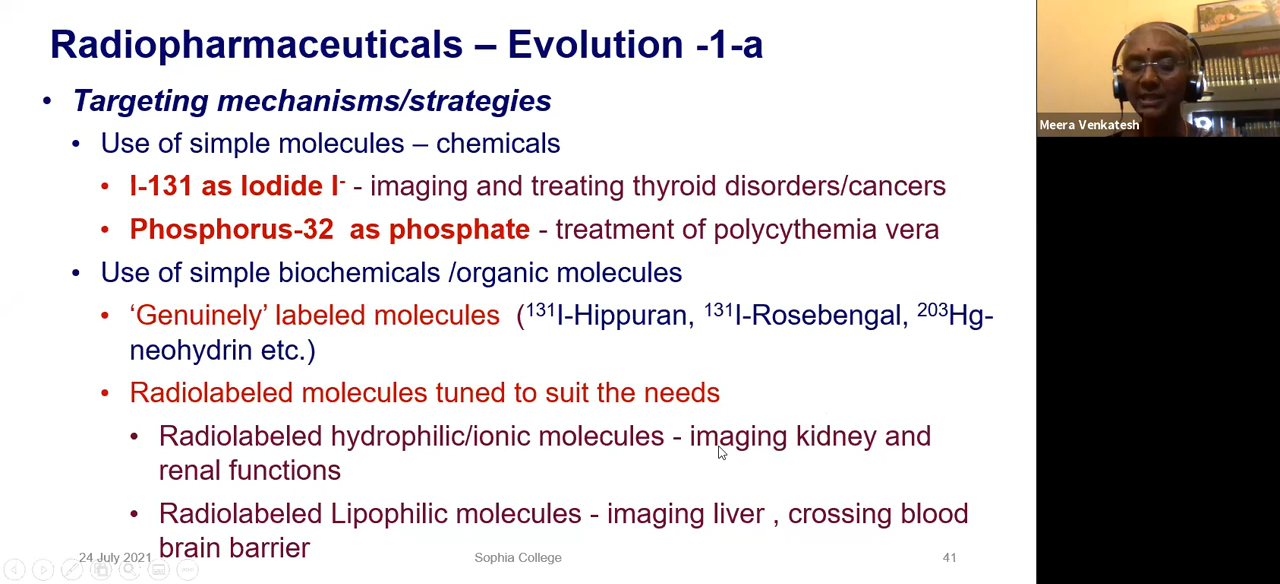 Radiopharmaceuticals – Evolution -1-a
• Targeting mechanisms/strategies
• Use of simple molecules – chemicals
• I-131 as Iodide I⁻ - imaging and treating thyroid disorders/cancers
• Phosphorus-32 as phosphate - treatment of polycythemia vera
• Use of simple biochemicals /organic molecules
• ‘Genuinely’ labeled molecules (¹³¹I-Hippuran, ¹³¹I-Rosebengal, ²⁰³Hg-
neohydrin etc.)
• Radiolabeled molecules tuned to suit the needs
• Radiolabeled hydrophilic/ionic molecules - imaging kidney and
renal functions
• Radiolabeled Lipophilic molecules - imaging liver , crossing blood
brain barrier
24 July 2021
Sophia College
41
Meera Venkatesh